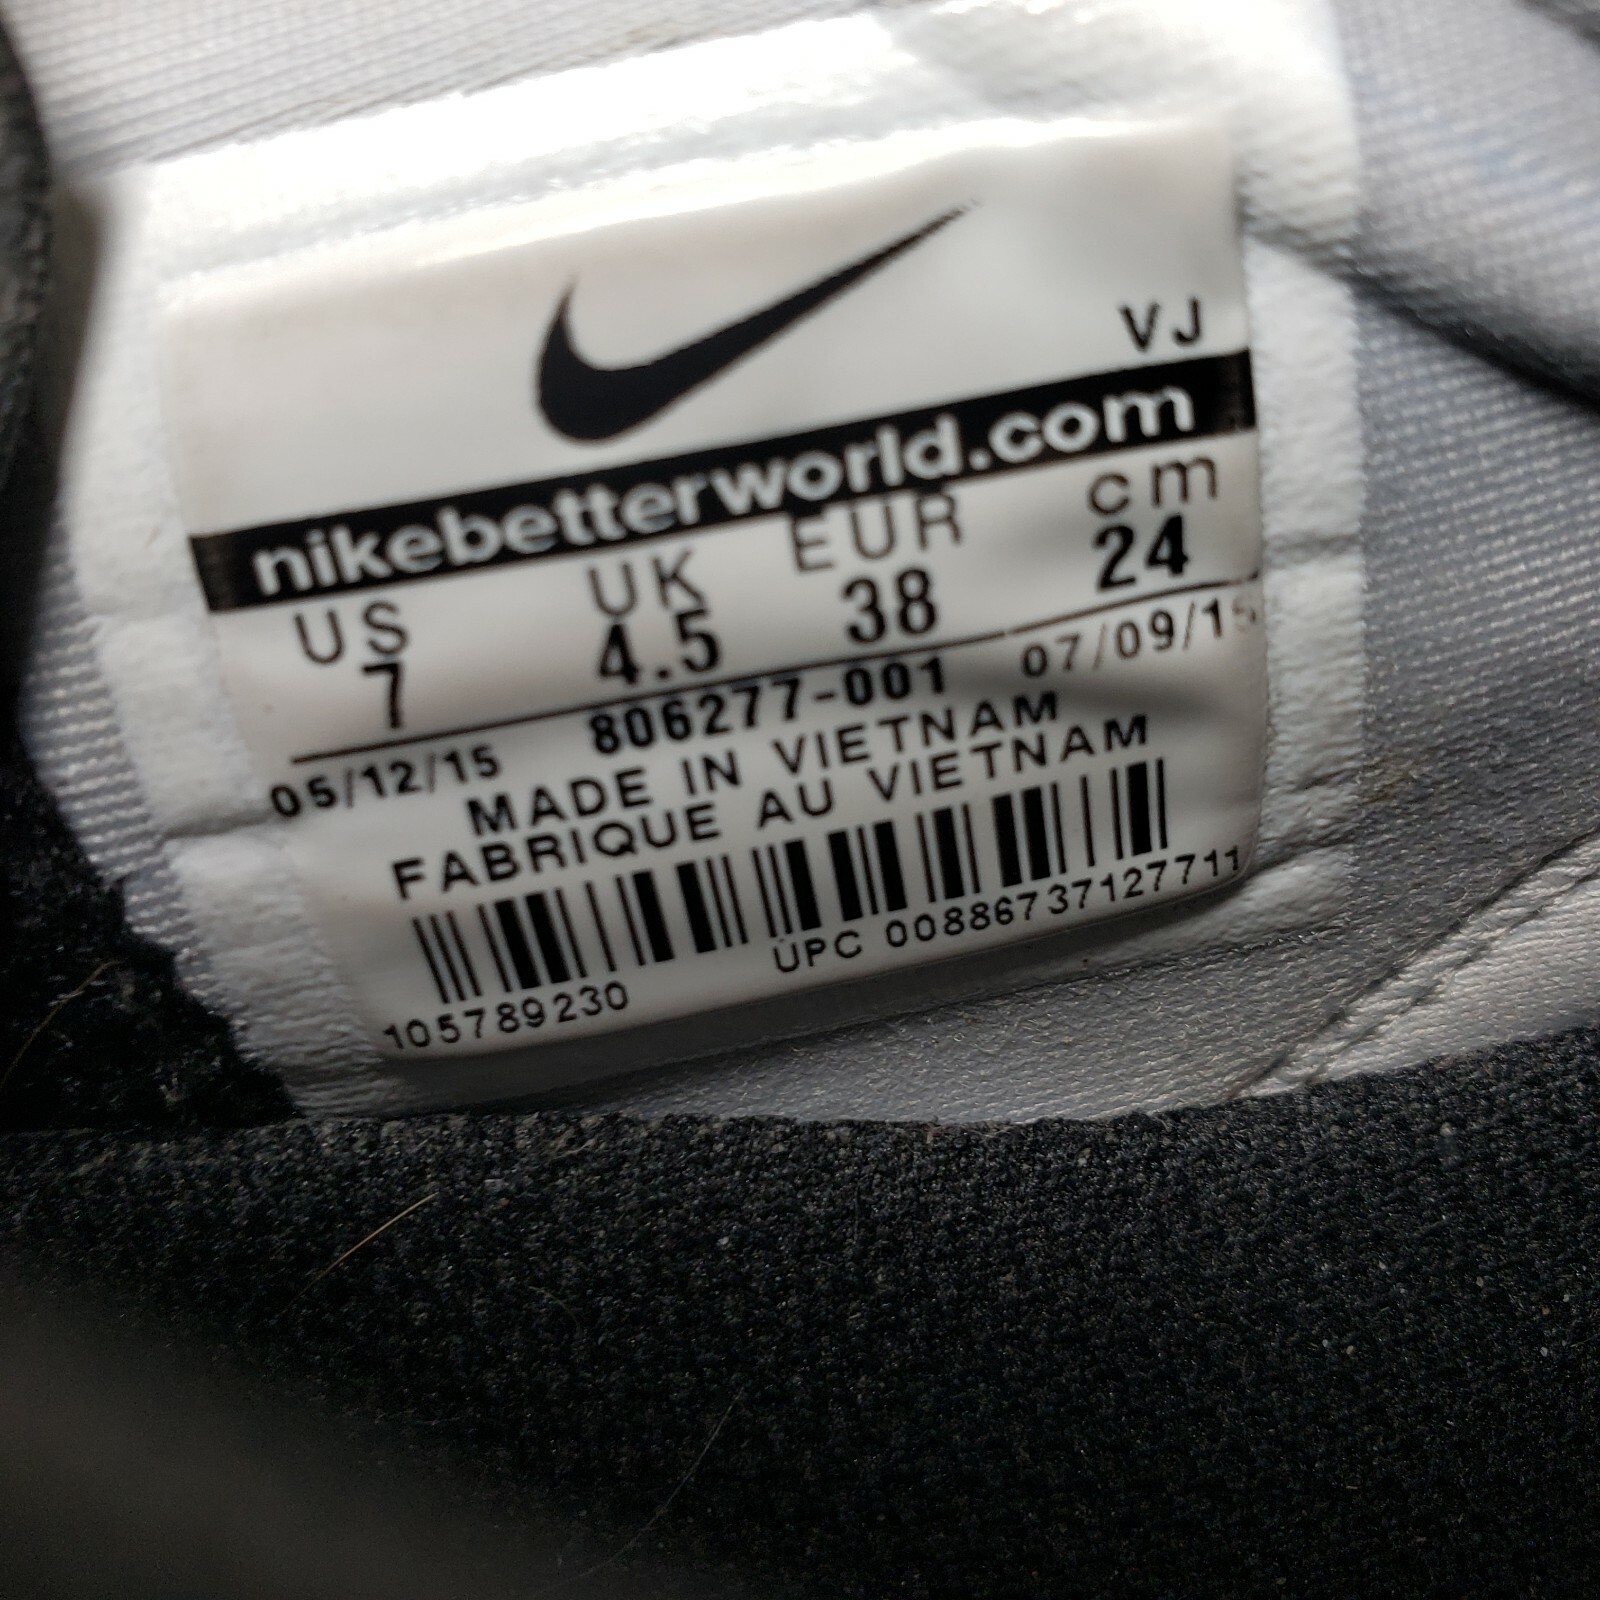 VJ
nikebetterworld.com
US UK EUR cm
7 4.5 38 24
05/12/15 806277-001 07/09/15
MADE IN VIETNAM
FABRIQUE AU VIETNAM
105789230 UPC 00886737127711